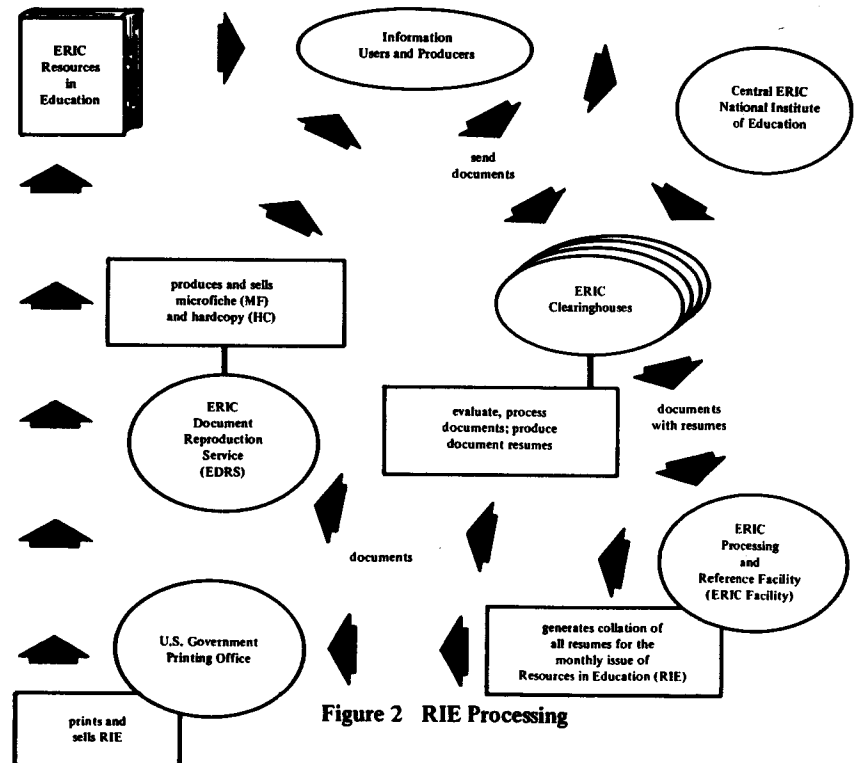 ERIC
Resources
in
Education
Information
Users and Producers
Central ERIC
National Institute
of Education
send
documents
produces and sells
microfiche (MF)
and hardcopy (HC)
ERIC
Clearinghouses
ERIC
Document
Reproduction
Service
(EDRS)
evaluate, process
documents; produce
document resumes
documents
with resumes
documents
ERIC
Processing
and
Reference Facility
(ERIC Facility)
U.S. Government
Printing Office
generates collation of
all resumes for the
monthly issue of
Resources in Education (RIE)
prints and
sells RIE
Figure 2 RIE Processing